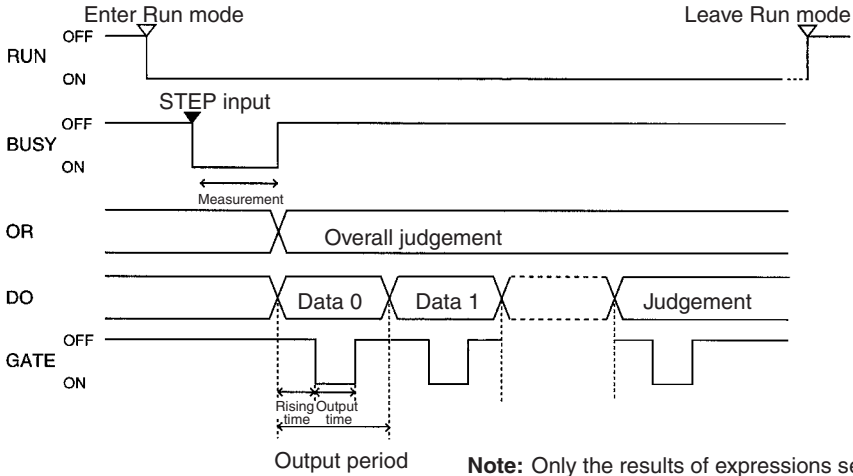 Enter Run mode
Leave Run mode
OFF
RUN
ON
STEP input
OFF
BUSY
ON
Measurement
OR
Overall judgement
DO
Data 0
Data 1
Judgement
OFF
GATE
ON
Rising time
Output time
Output period
Note: Only the results of expressions se